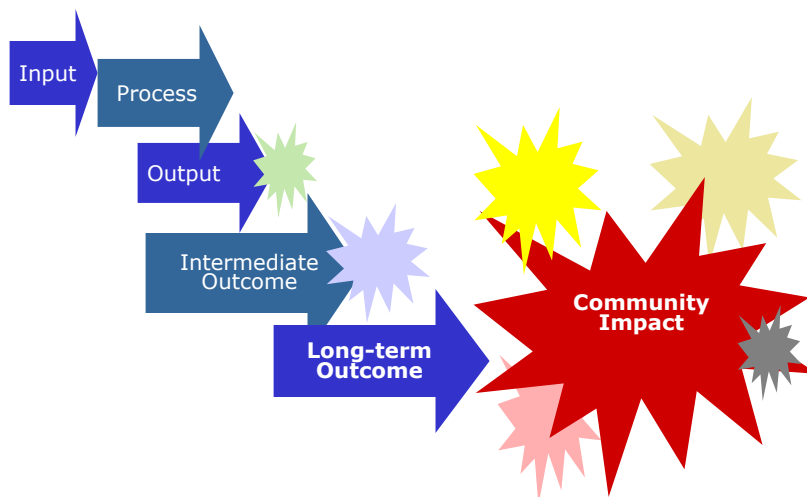 Input
Process
Output
Intermediate
Outcome
Long-term
Outcome
Community
Impact